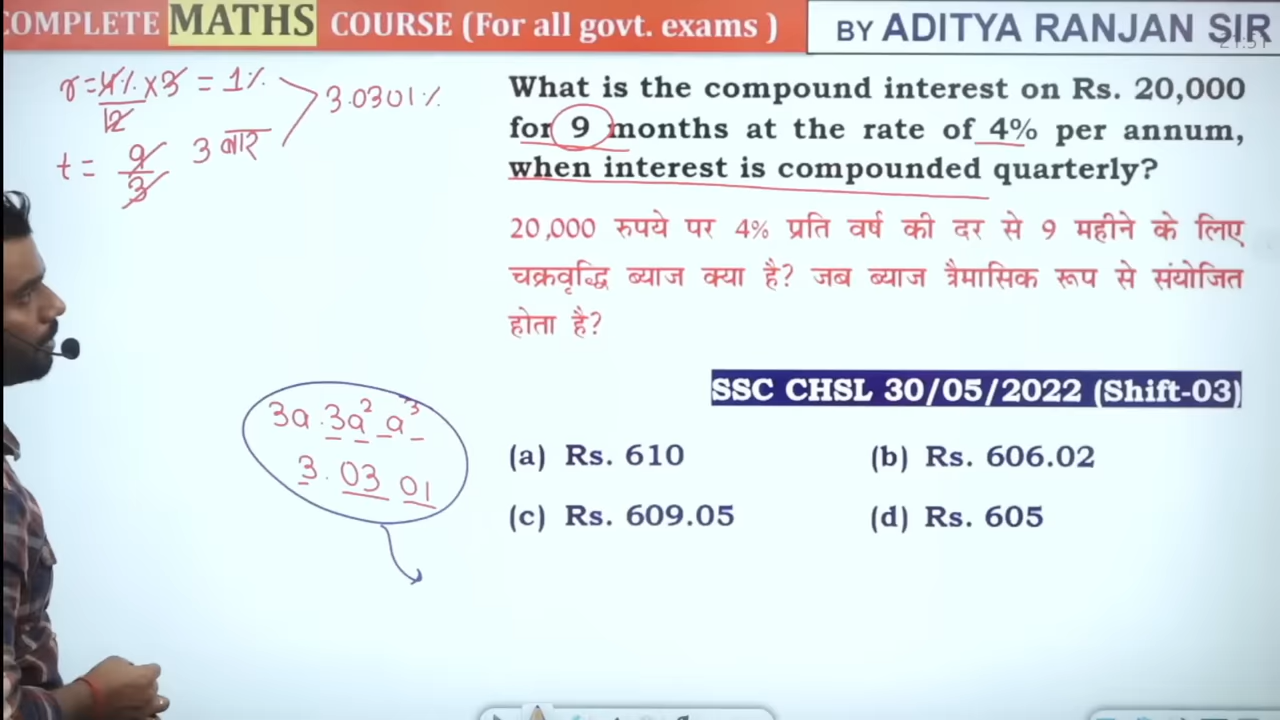 COMPLETE MATHS COURSE (For all govt. exams )
BY ADITYA RANJAN SIR
21:51
r = 4% × 3 = 1%
12
3.0301%
t = 9 3 बार
3
What is the compound interest on Rs. 20,000
for 9 months at the rate of 4% per annum,
when interest is compounded quarterly?
20,000 रुपये पर 4% प्रति वर्ष की दर से 9 महीने के लिए
चक्रवृद्धि ब्याज क्या है? जब ब्याज त्रैमासिक रूप से संयोजित
होता है?
SSC CHSL 30/05/2022 (Shift-03)
3a.3a² a³
3.03 01
(a) Rs. 610
(b) Rs. 606.02
(c) Rs. 609.05
(d) Rs. 605